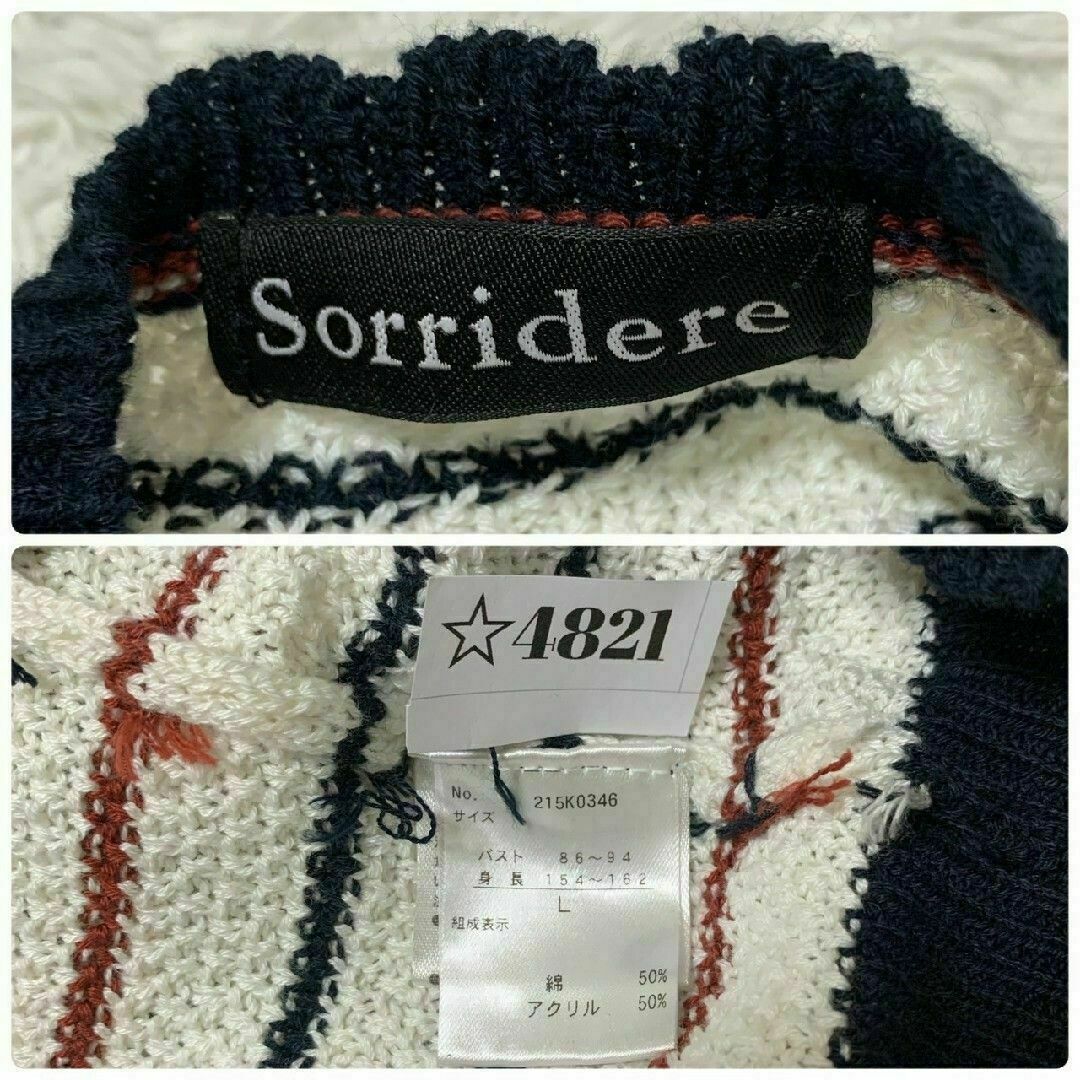 Sorridere
☆4821
No. 215K0346
サイズ
バスト 86～94
身長 154～162
L
組成表示
綿 50%
アクリル 50%